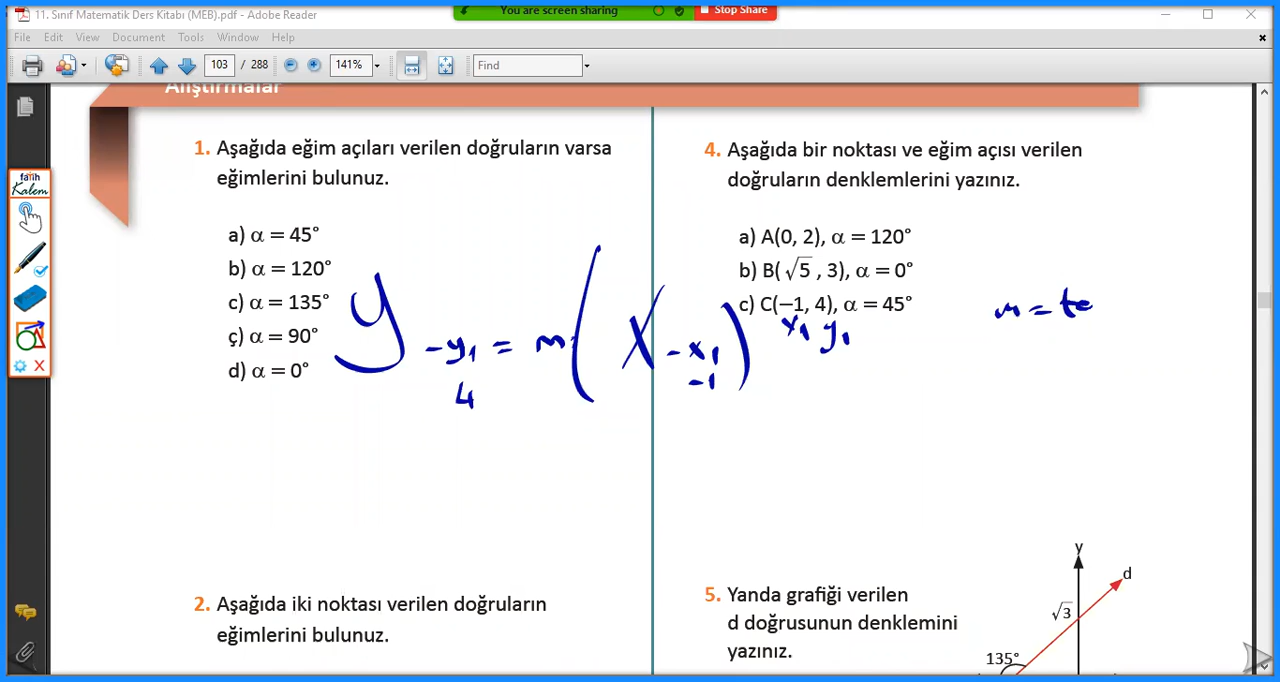 11. Sınıf Matematik Ders Kitabı (MEB).pdf - Adobe Reader
You are screen sharing
Stop Share
File Edit View Document Tools Window Help
103 / 288
141%
Find
Alıştırmalar
fatih
Kalem
1. Aşağıda eğim açıları verilen doğruların varsa
eğimlerini bulunuz.
a) α = 45°
b) α = 120°
c) α = 135°
ç) α = 90°
d) α = 0°
y - y₁ = m(x - x₁)
4
-1
2. Aşağıda iki noktası verilen doğruların
eğimlerini bulunuz.
4. Aşağıda bir noktası ve eğim açısı verilen
doğruların denklemlerini yazınız.
a) A(0, 2), α = 120°
b) B(√5, 3), α = 0°
c) C(−1, 4), α = 45°
x₁ y₁
m = te
5. Yanda grafiği verilen
d doğrusunun denklemini
yazınız.
y
d
√3
135°